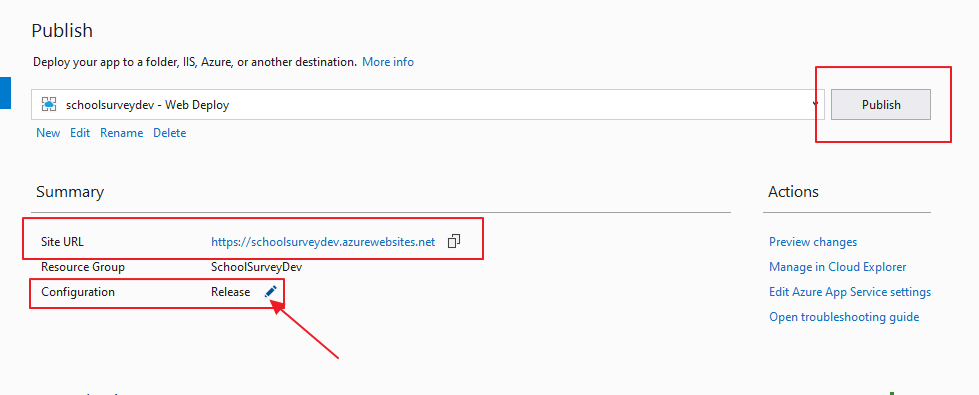 Publish
Deploy your app to a folder, IIS, Azure, or another destination. More info
schoolsurveydev - Web Deploy
Publish
New Edit Rename Delete
Summary
Actions
Site URL https://schoolsurveydev.azurewebsites.net
Preview changes
Resource Group SchoolSurveyDev
Manage in Cloud Explorer
Configuration Release
Edit Azure App Service settings
Open troubleshooting guide